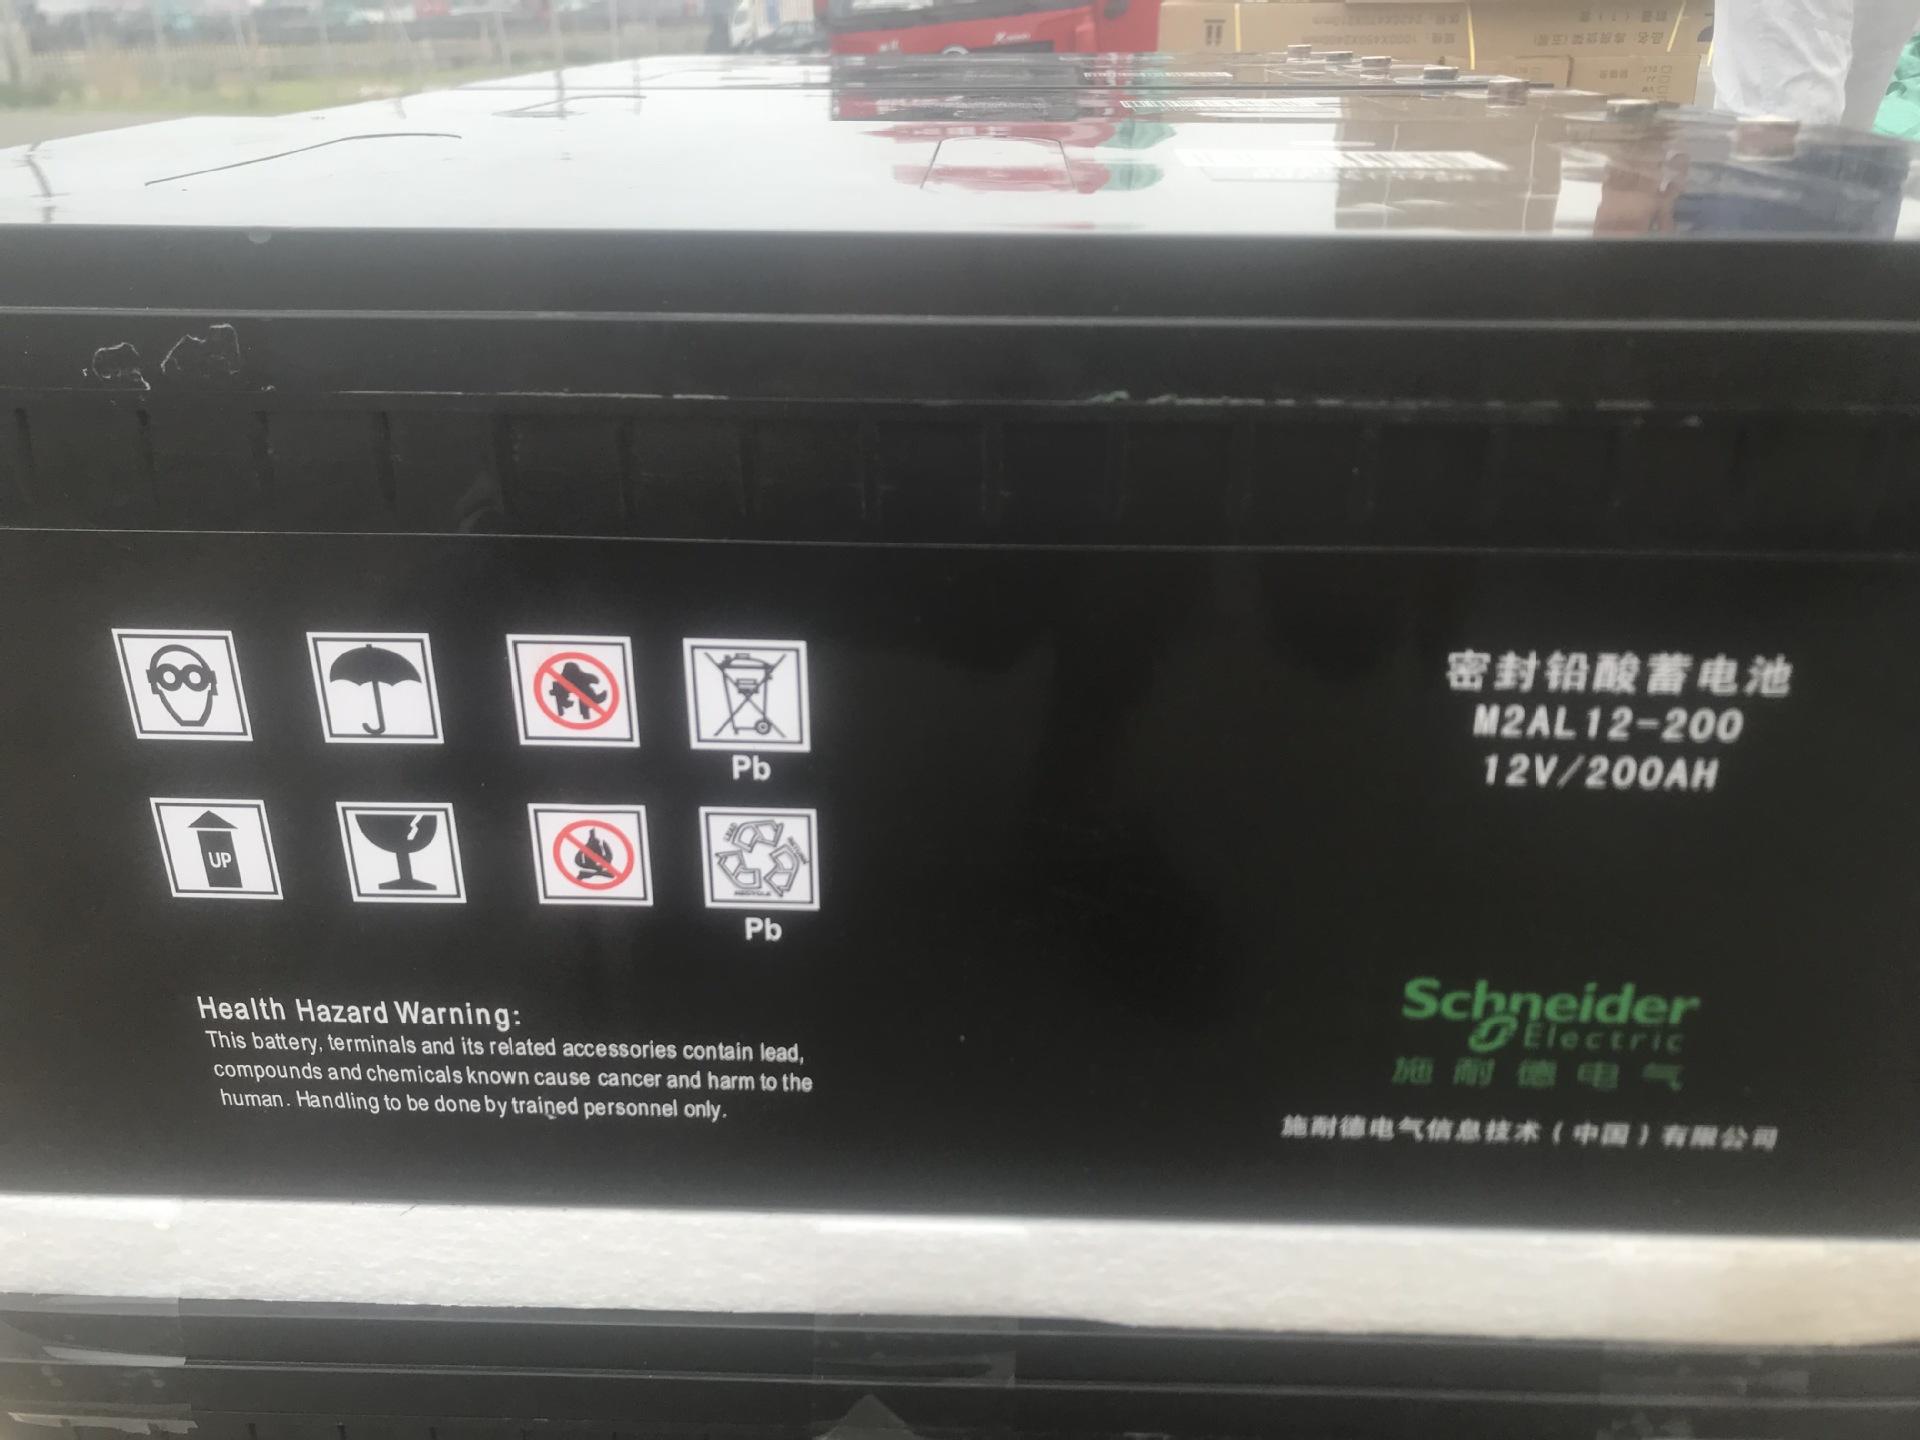 Pb
UP
LEAD
RETURN
RECYCLE
Pb
Health Hazard Warning:
This battery, terminals and its related accessories contain lead,
compounds and chemicals known cause cancer and harm to the
human. Handling to be done by trained personnel only.
密封铅酸蓄电池
M2AL12-200
12V/200AH
Schneider
Electric
施耐德电气
施耐德电气信息技术(中国)有限公司